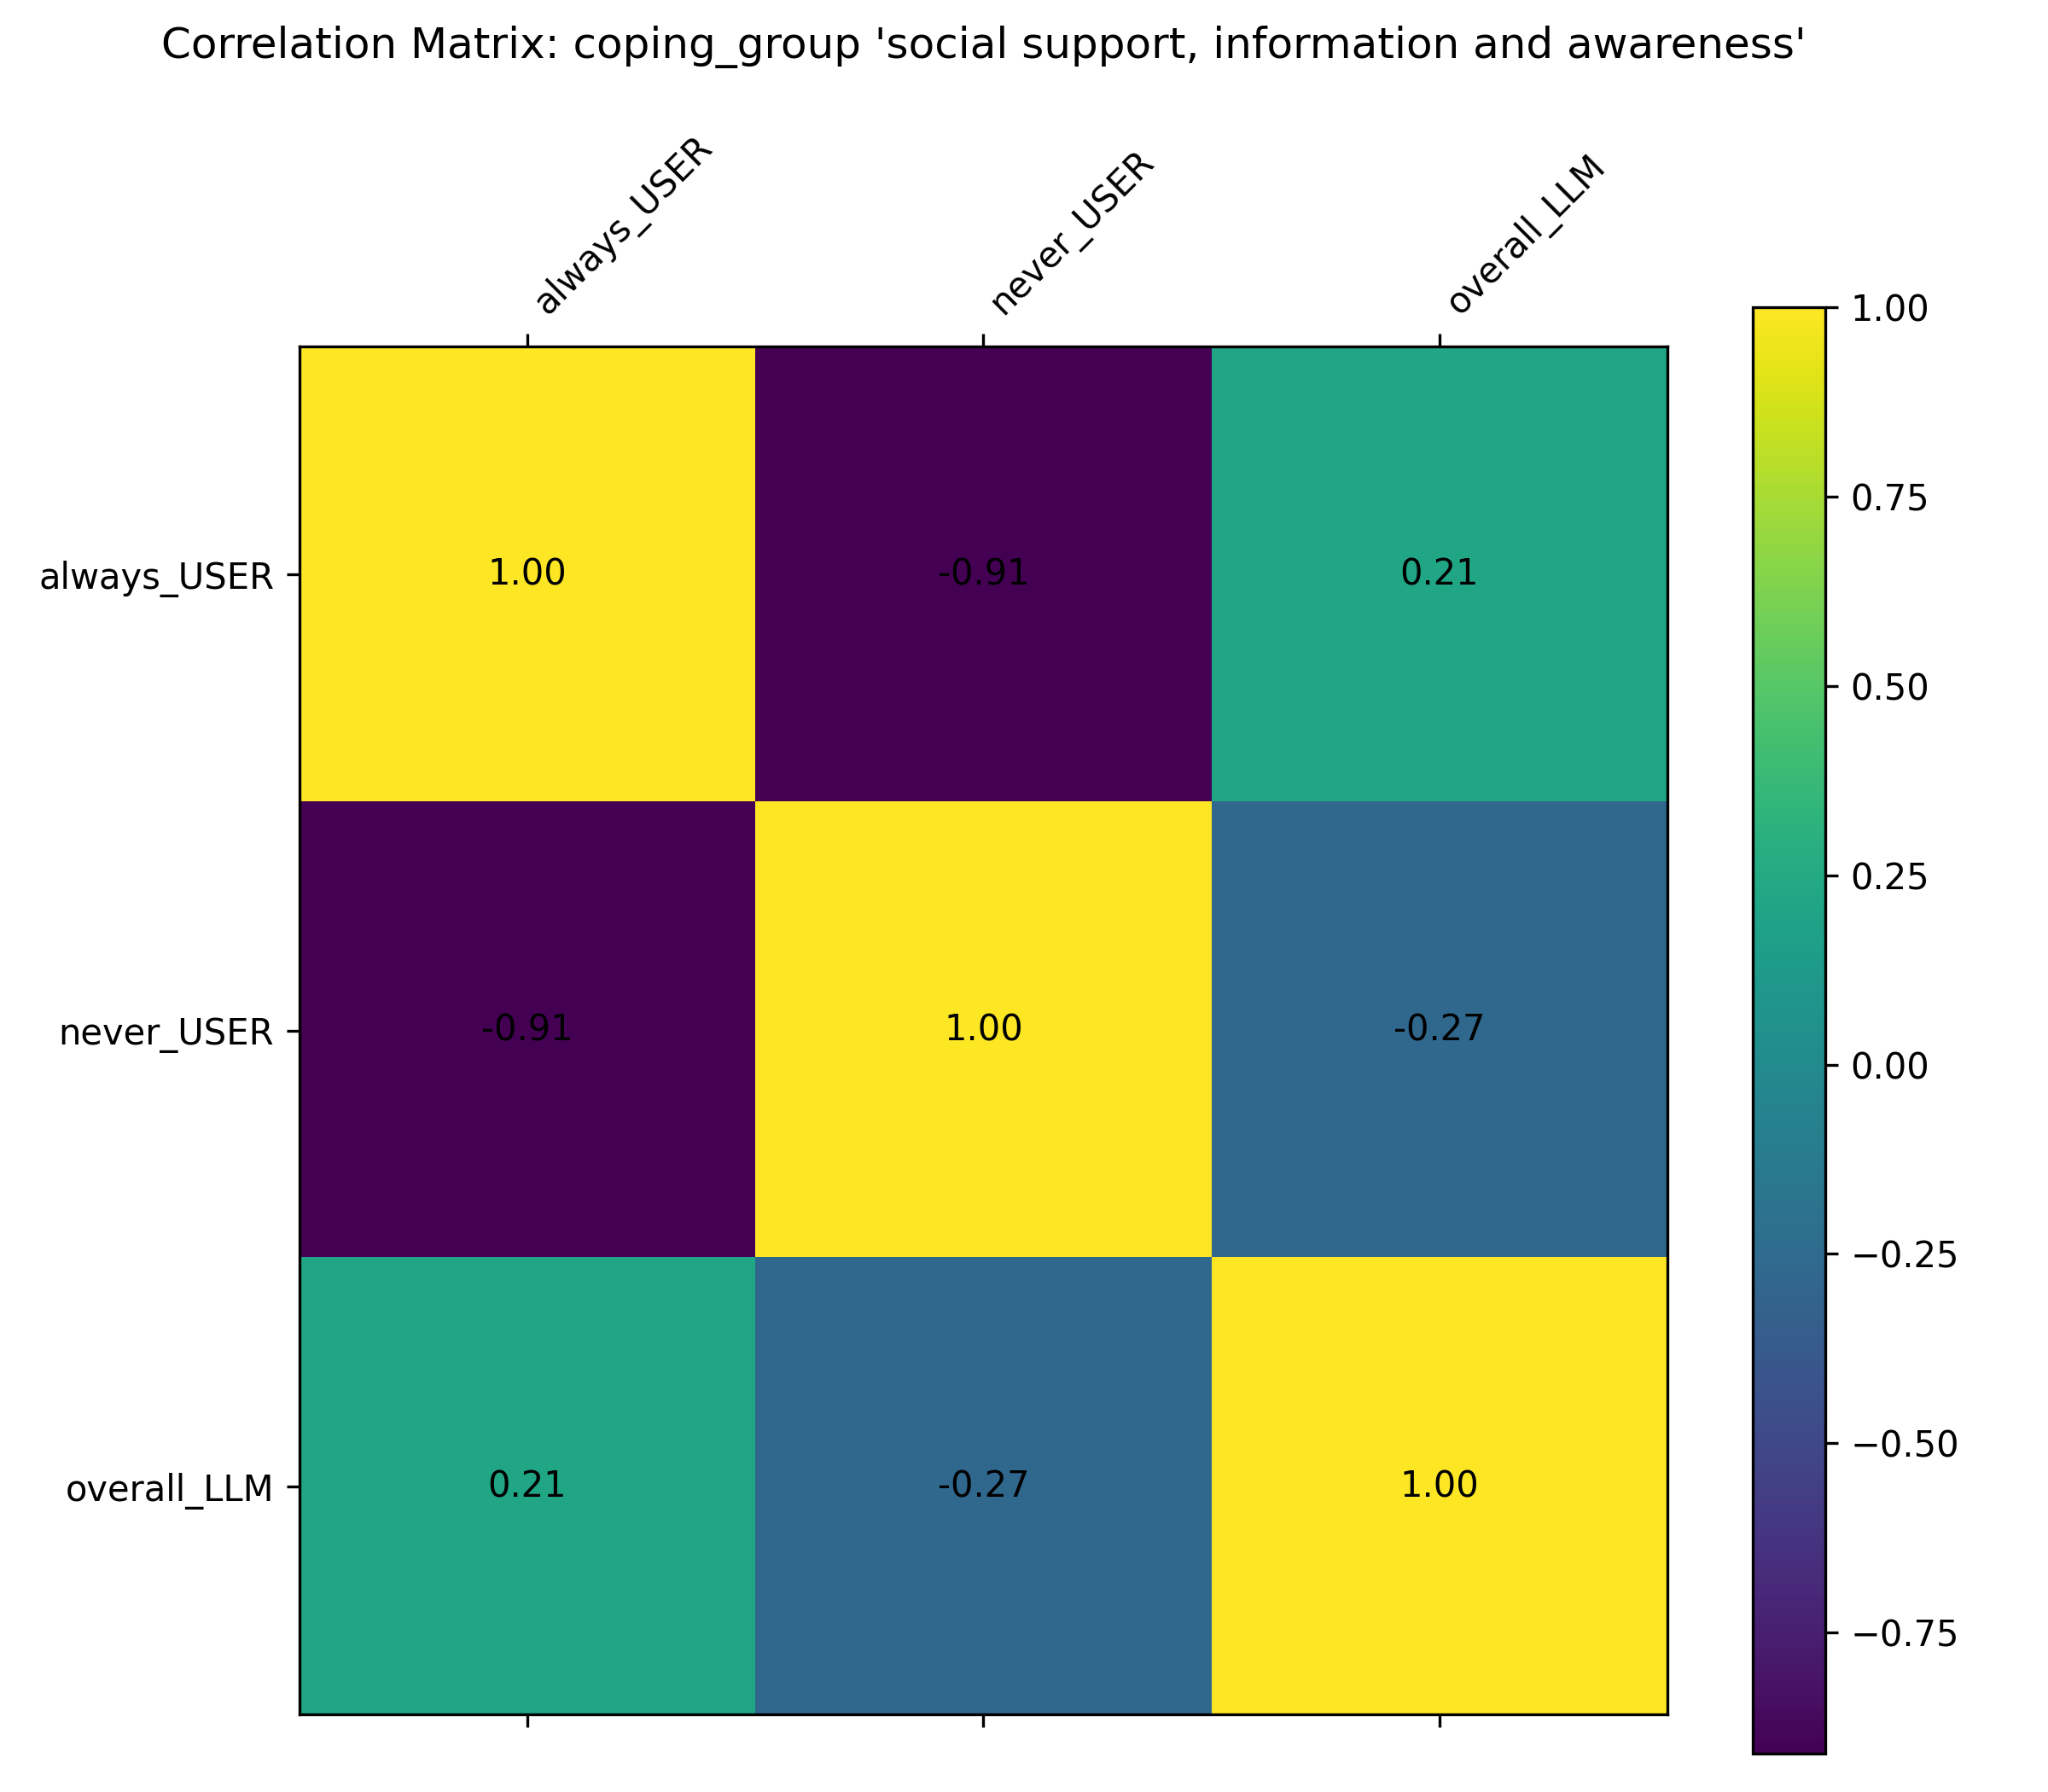 Correlation Matrix: coping_group 'social support, information and awareness'
always_USER
never_USER
overall_LLM
1.00
0.75
0.50
0.25
0.00
−0.25
−0.50
−0.75
always_USER 1.00 -0.91 0.21
never_USER -0.91 1.00 -0.27
overall_LLM 0.21 -0.27 1.00